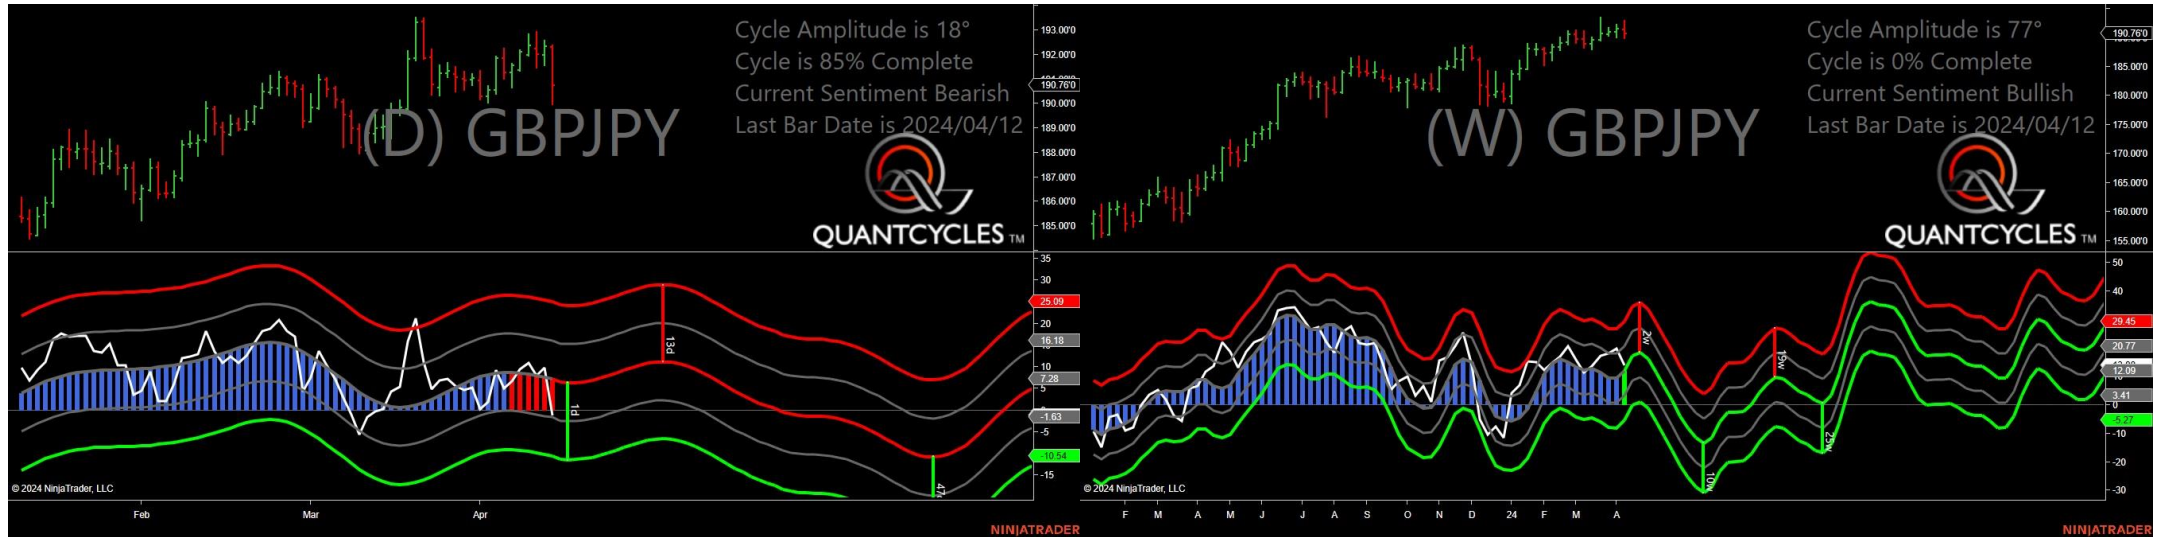 Cycle Amplitude is 18°
Cycle is 85% Complete
Current Sentiment Bearish
Last Bar Date is 2024/04/12
(D) GBPJPY
QUANTCYCLES TM
193.00'0
192.00'0
190.76'0
190.00'0
189.00'0
188.00'0
187.00'0
186.00'0
185.00'0
35
30
25.09
20
16.18
10
7.28
5
-1.63
-5
-10.54
-15
13d
1d
© 2024 NinjaTrader, LLC
Feb Mar Apr
NINJATRADER
Cycle Amplitude is 77°
Cycle is 0% Complete
Current Sentiment Bullish
Last Bar Date is 2024/04/12
(W) GBPJPY
QUANTCYCLES TM
190.76'0
185.00'0
180.00'0
175.00'0
170.00'0
165.00'0
160.00'0
155.00'0
50
40
29.45
20.77
12.09
3.41
0
-5.27
-10
-20
-30
2w
19w
10w
25w
© 2024 NinjaTrader, LLC
F M A M J J A S O N D 24 F M A
NINJATRADER